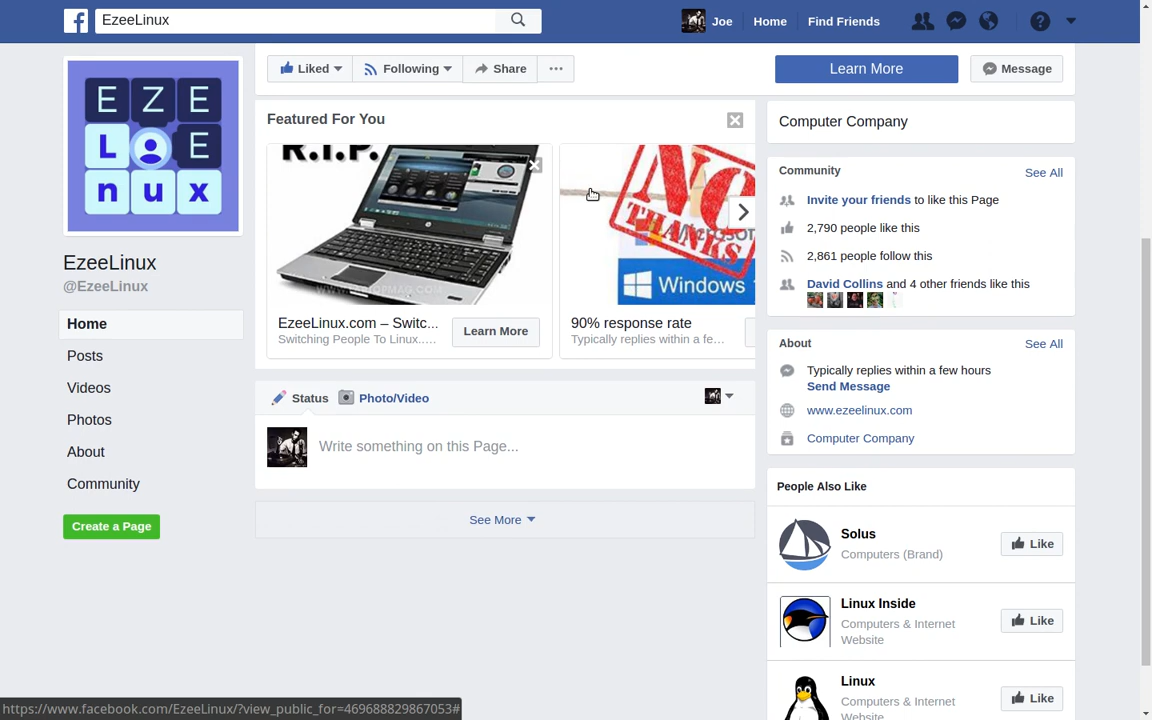 EzeeLinux
Joe
Home
Find Friends
Liked
Following
Share
Learn More
Message
E Z E
L E
n u x
EzeeLinux
@EzeeLinux
Home
Posts
Videos
Photos
About
Community
Create a Page
Featured For You
R.I.P.
WWW.LAPTOPMAG.COM
EzeeLinux.com – Switc...
Switching People To Linux.…
Learn More
NO
THANKS
Microsoft
Windows
90% response rate
Typically replies within a fe…
Status
Photo/Video
Write something on this Page...
See More
Computer Company
Community
See All
Invite your friends to like this Page
2,790 people like this
2,861 people follow this
David Collins and 4 other friends like this
About
See All
Typically replies within a few hours
Send Message
www.ezeelinux.com
Computer Company
People Also Like
Solus
Computers (Brand)
Like
Linux Inside
Computers & Internet
Website
Like
Linux
Computers & Internet
Website
Like
https://www.facebook.com/EzeeLinux/?view_public_for=469688829867053#